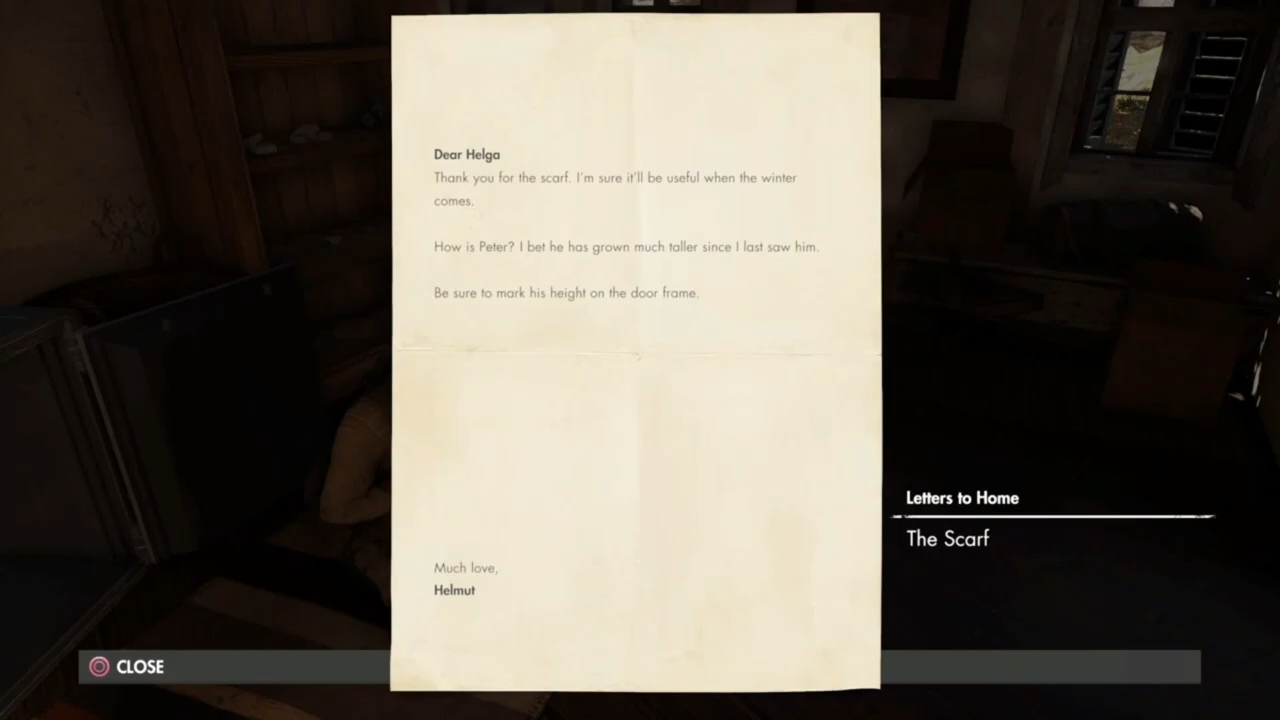 Dear Helga
Thank you for the scarf. I'm sure it'll be useful when the winter
comes.
How is Peter? I bet he has grown much taller since I last saw him.
Be sure to mark his height on the door frame.
Much love,
Helmut
Letters to Home
The Scarf
CLOSE